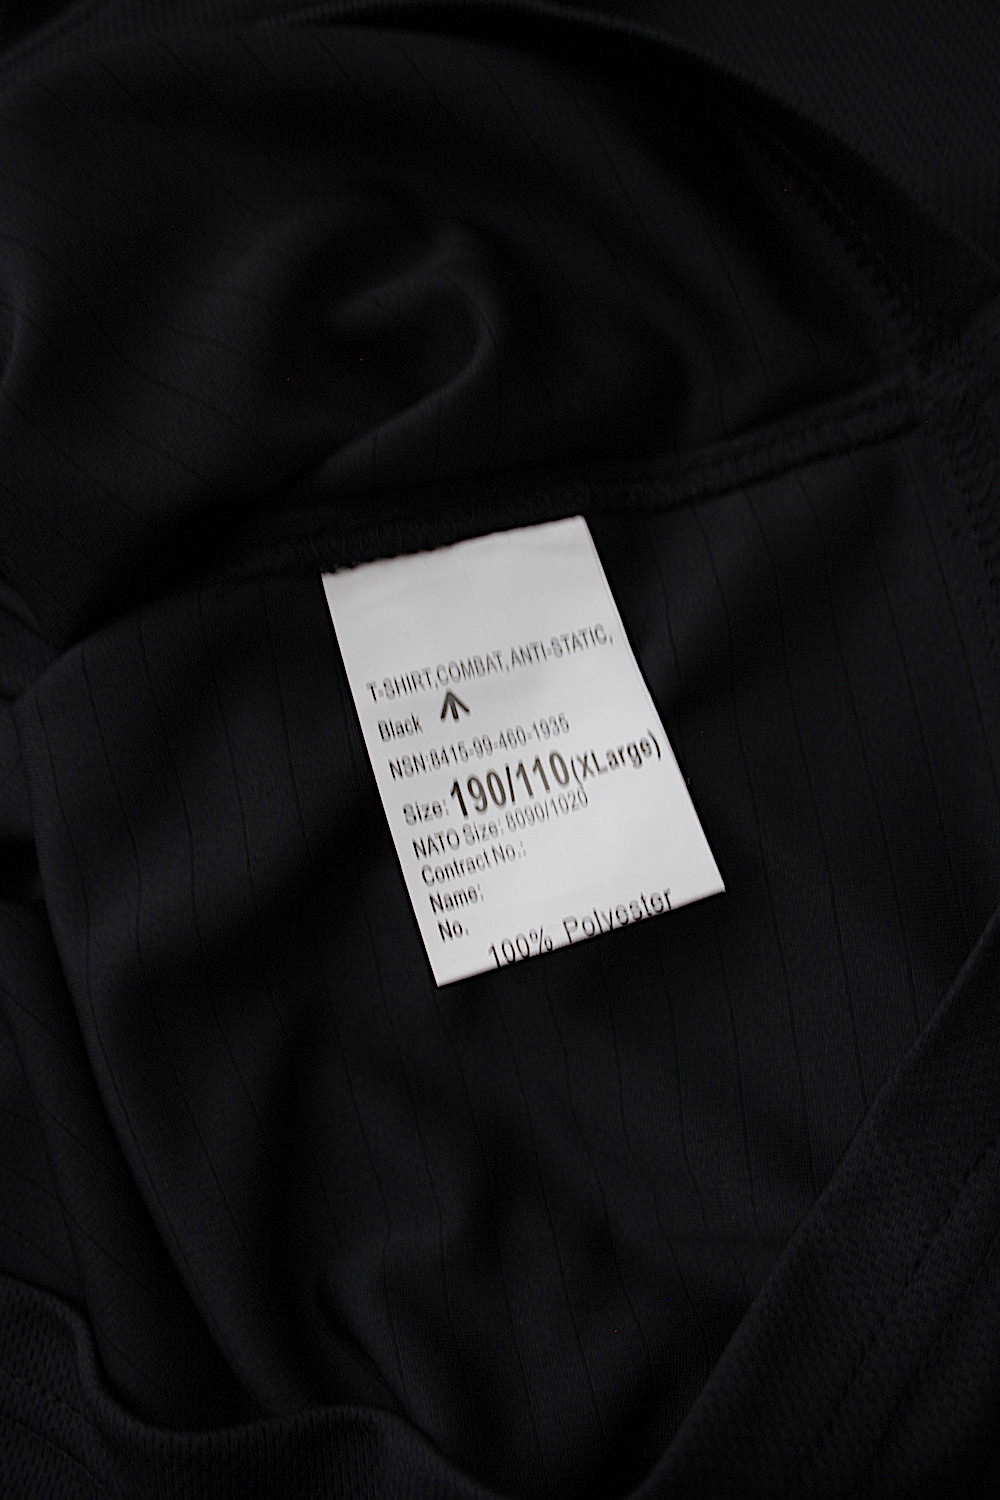 T-SHIRT,COMBAT,ANTI-STATIC,
Black
NSN:8415-99-460-1935
Size:190/110(XLarge)
NATO Size: 8090/1020
Contract No.:
Name:
No.
100% Polyester